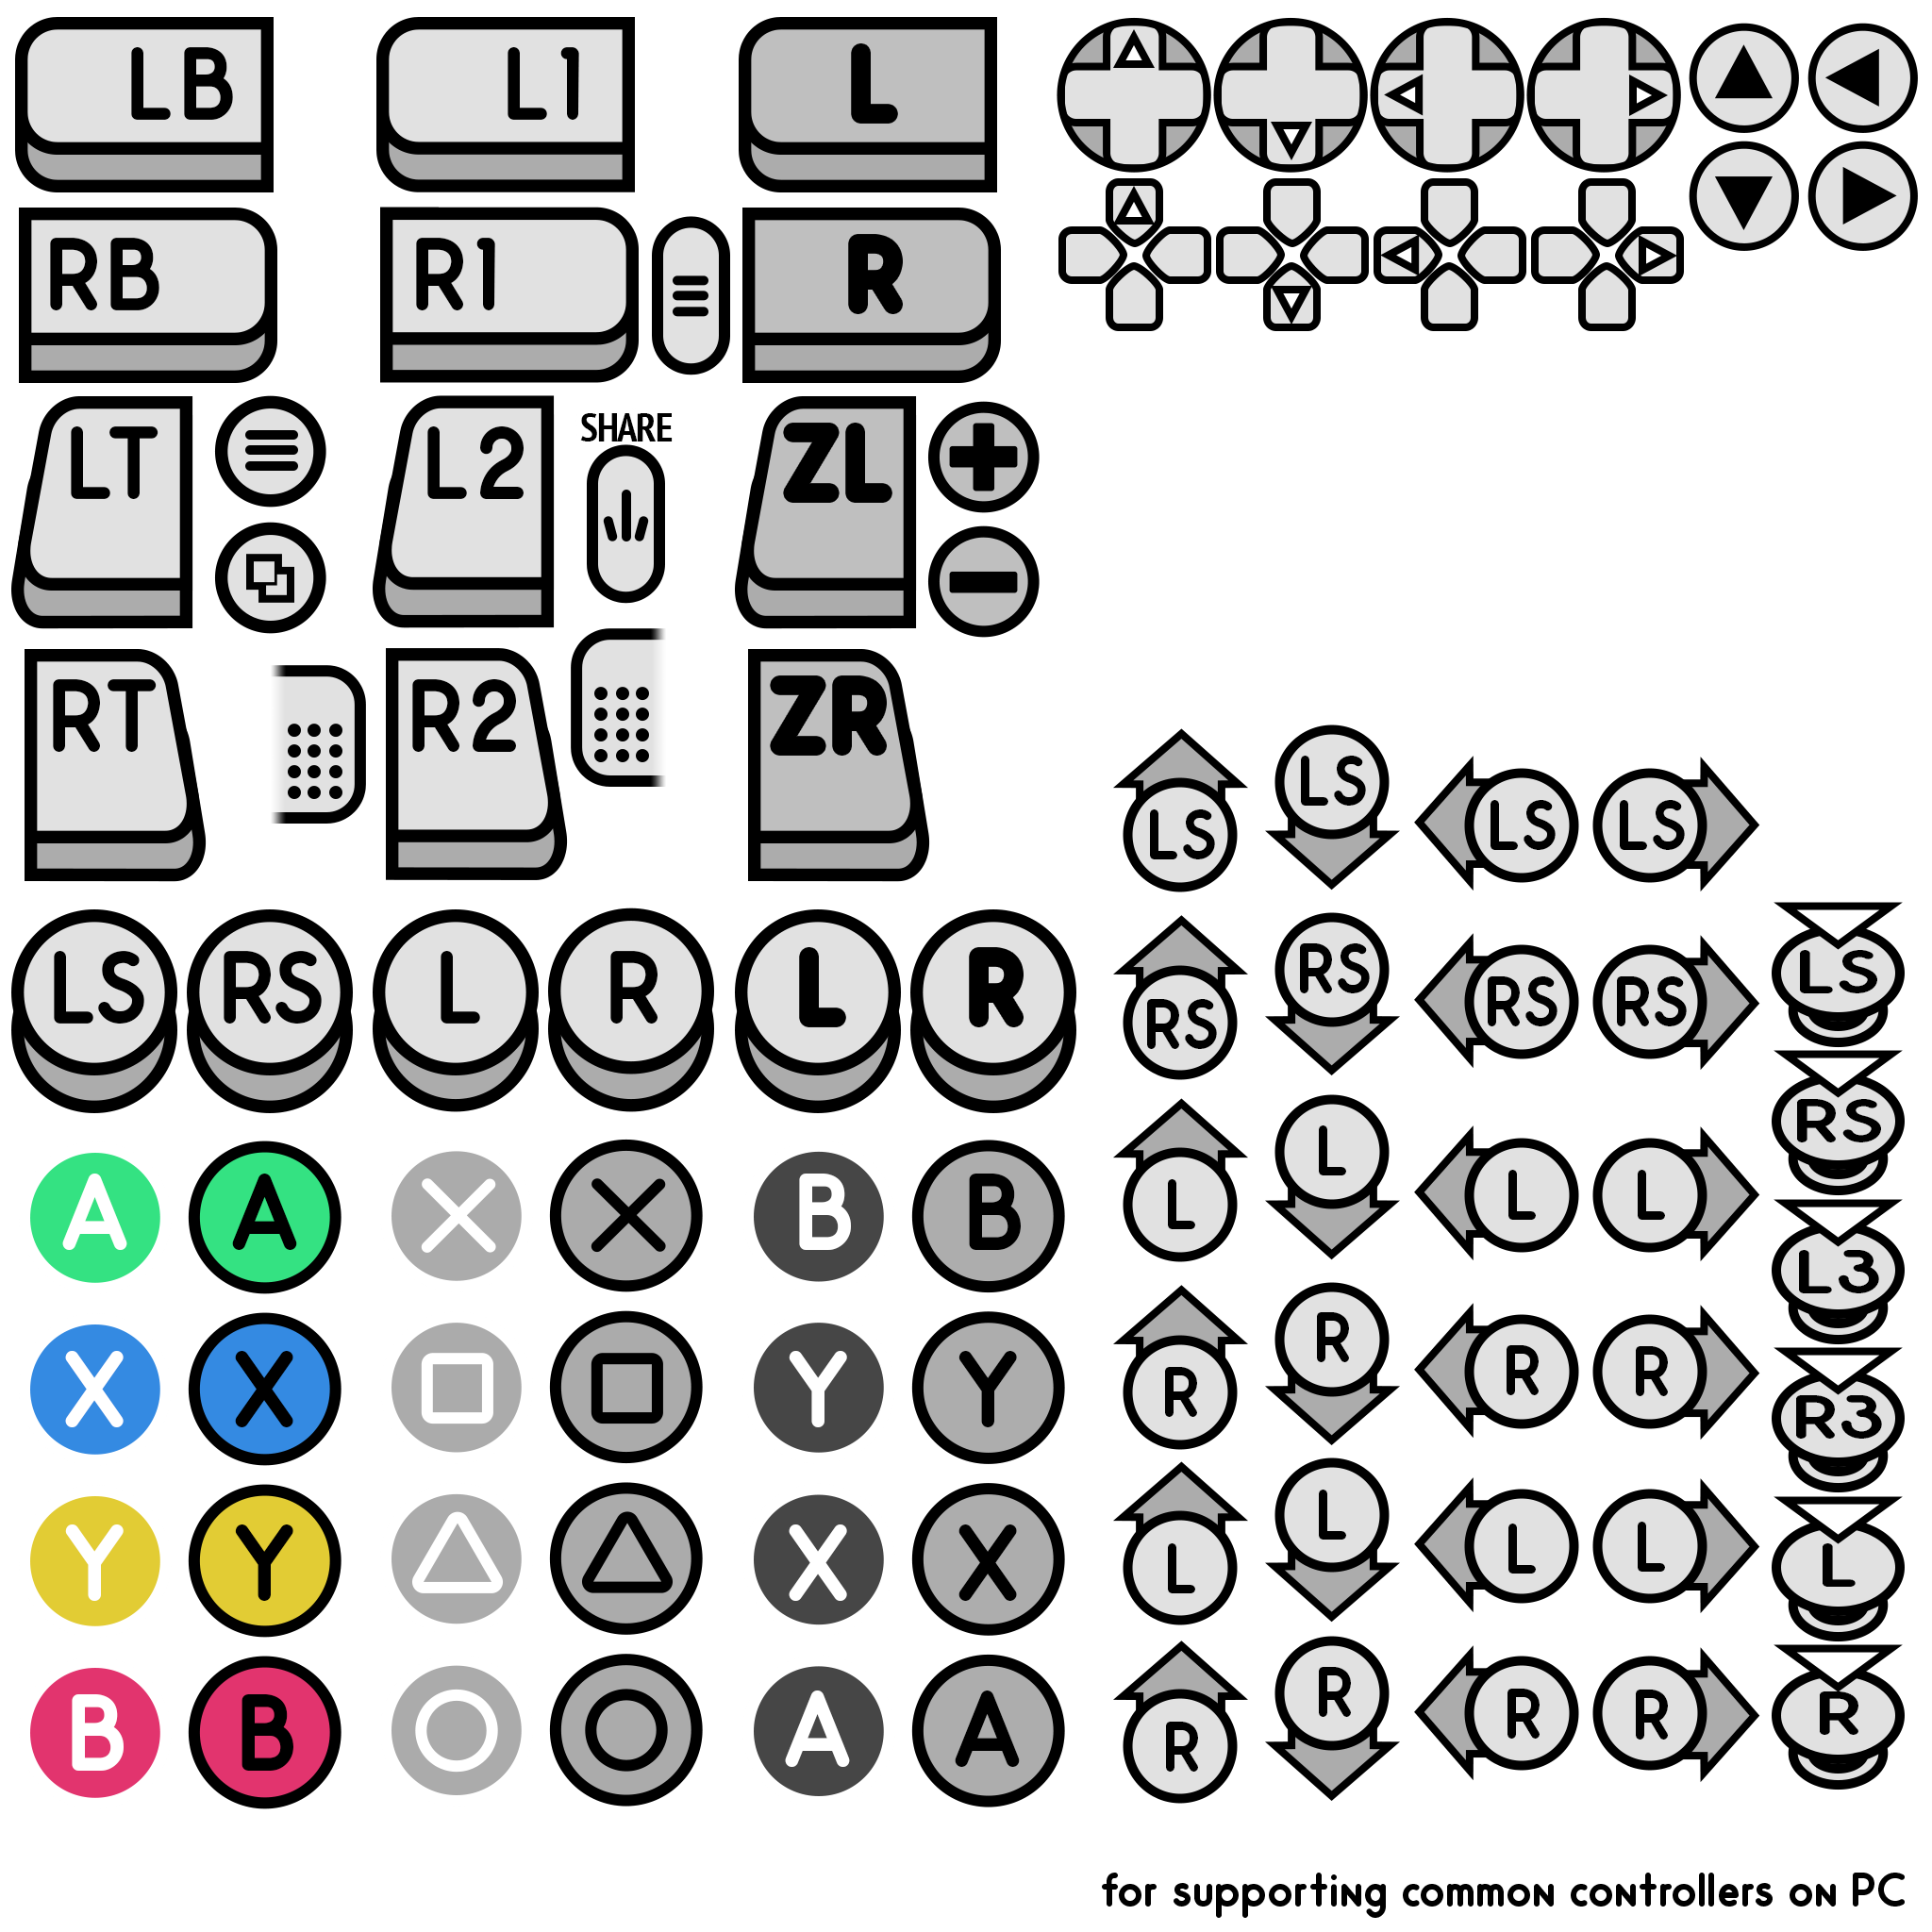 LB L1 L
RB R1 R
LT L2 SHARE ZL
RT R2 ZR
LS LS LS LS
LS RS L R L R
RS RS RS RS LS
RS
A A B B
L L L L L3
X X Y Y
R R R R R3
Y Y X X
L L L L L
B B A A
R R R R R
for supporting common controllers on PC